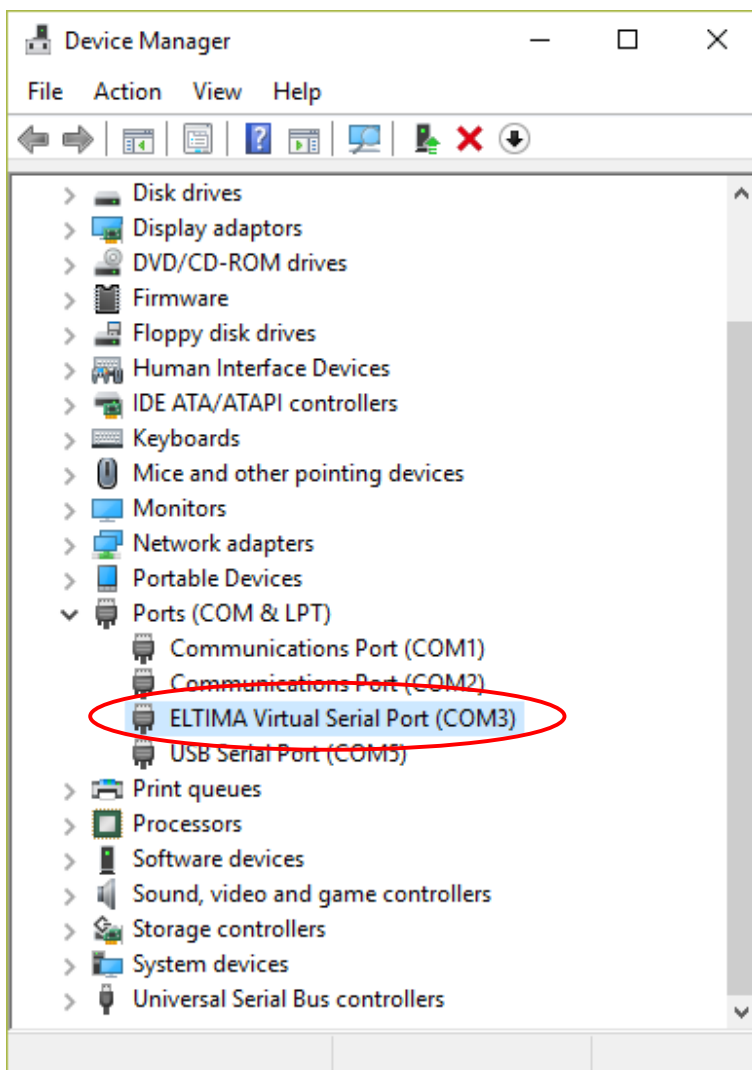 Device Manager
File Action View Help
Disk drives
Display adaptors
DVD/CD-ROM drives
Firmware
Floppy disk drives
Human Interface Devices
IDE ATA/ATAPI controllers
Keyboards
Mice and other pointing devices
Monitors
Network adapters
Portable Devices
Ports (COM & LPT)
Communications Port (COM1)
Communications Port (COM2)
ELTIMA Virtual Serial Port (COM3)
USB Serial Port (COM5)
Print queues
Processors
Software devices
Sound, video and game controllers
Storage controllers
System devices
Universal Serial Bus controllers